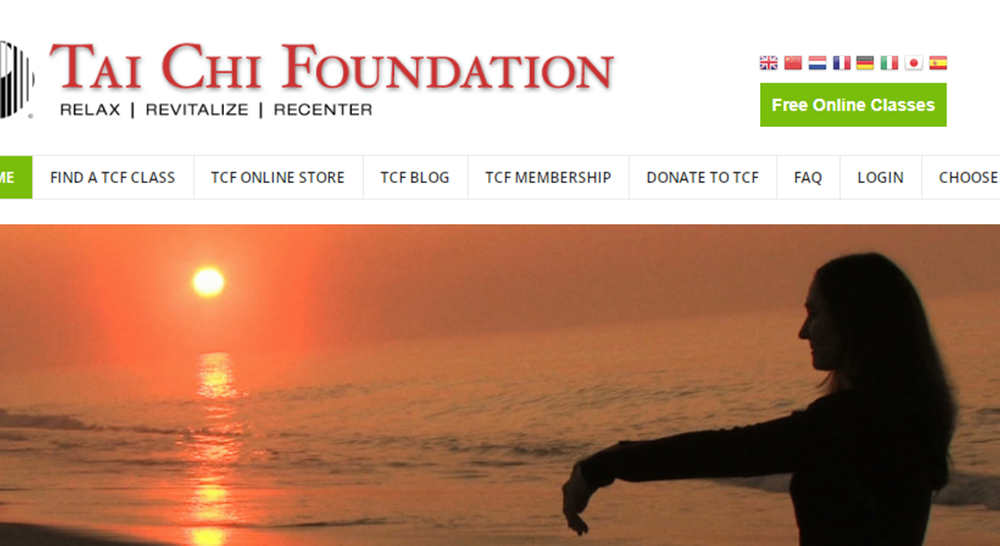 TAI CHI FOUNDATION
RELAX | REVITALIZE | RECENTER
®
Free Online Classes
ME
FIND A TCF CLASS
TCF ONLINE STORE
TCF BLOG
TCF MEMBERSHIP
DONATE TO TCF
FAQ
LOGIN
CHOOSE